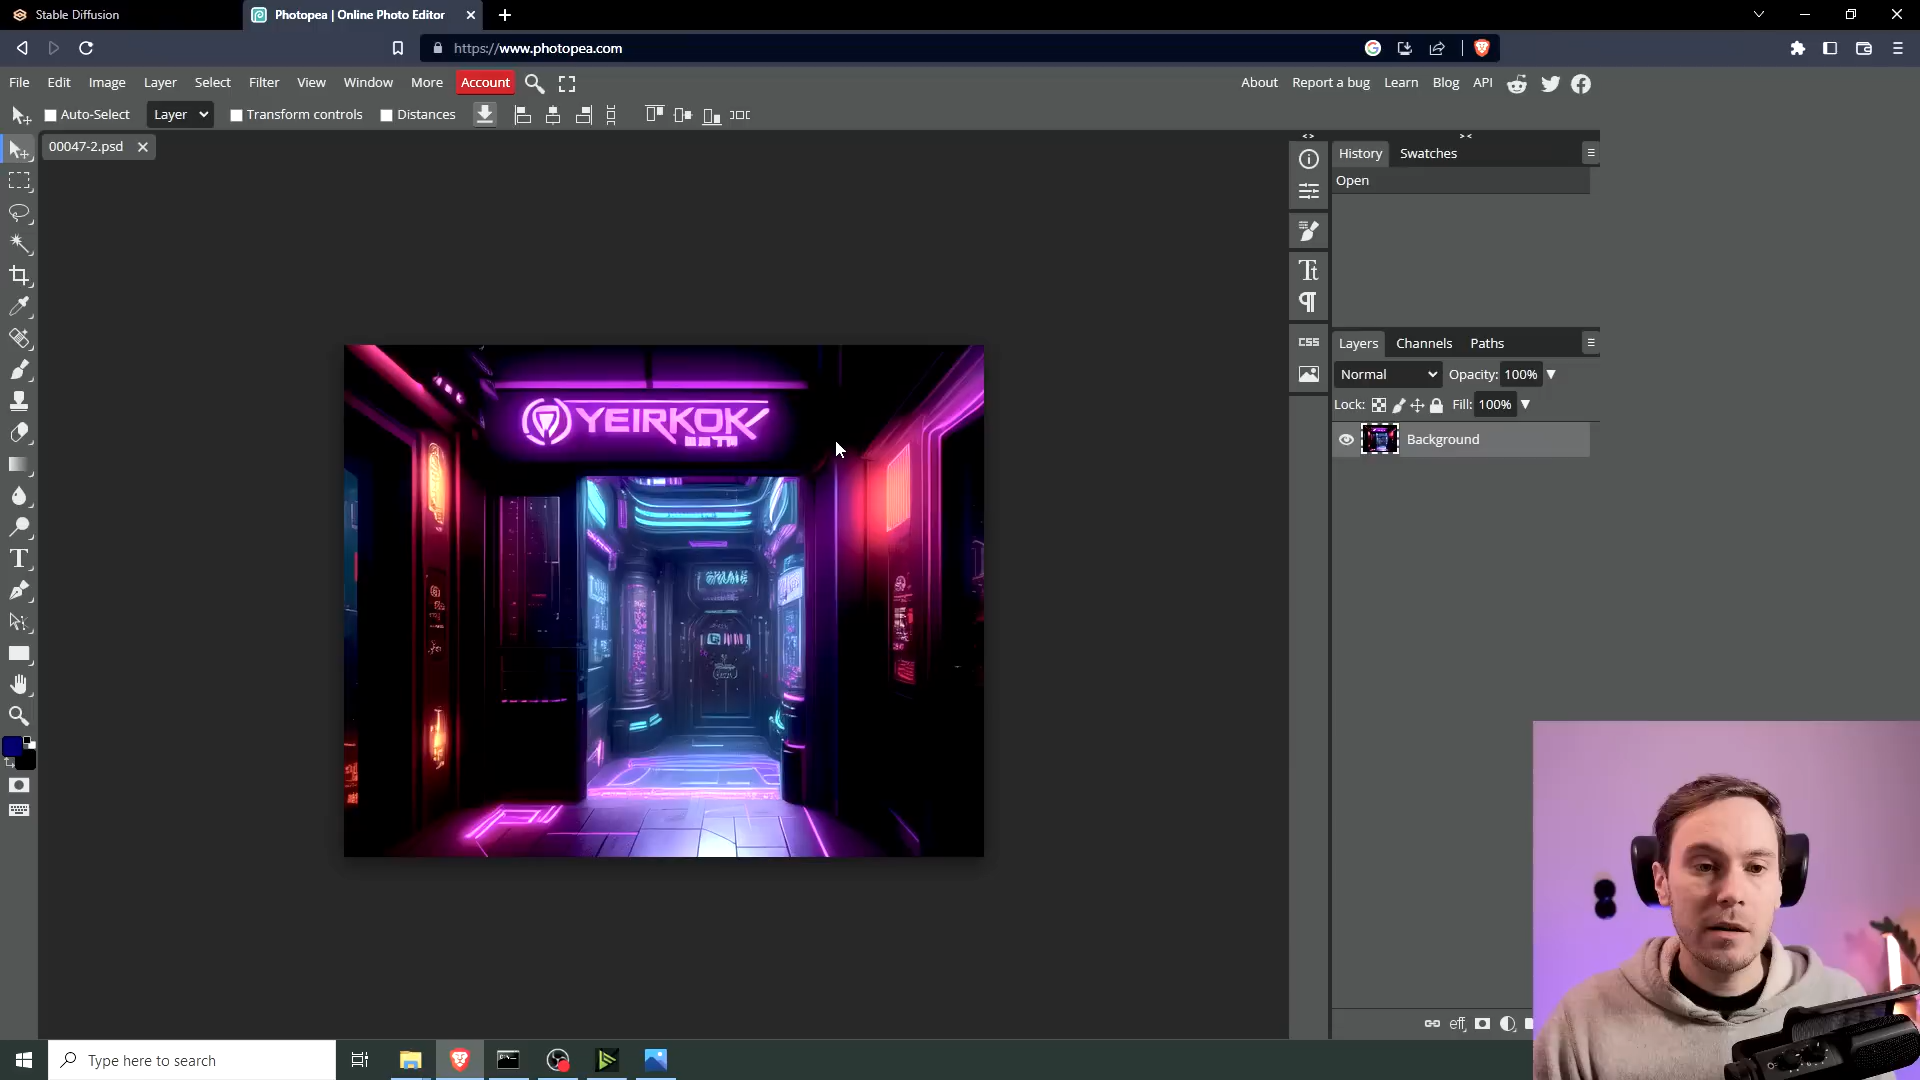 Stable Diffusion
Photopea | Online Photo Editor
https://www.photopea.com
File Edit Image Layer Select Filter View Window More Account
About Report a bug Learn Blog API
Auto-Select Layer Transform controls Distances
00047-2.psd
History Swatches
Open
CSS
Layers Channels Paths
Normal Opacity: 100%
Lock: Fill: 100%
Background
YEIRKOK
eff
Type here to search